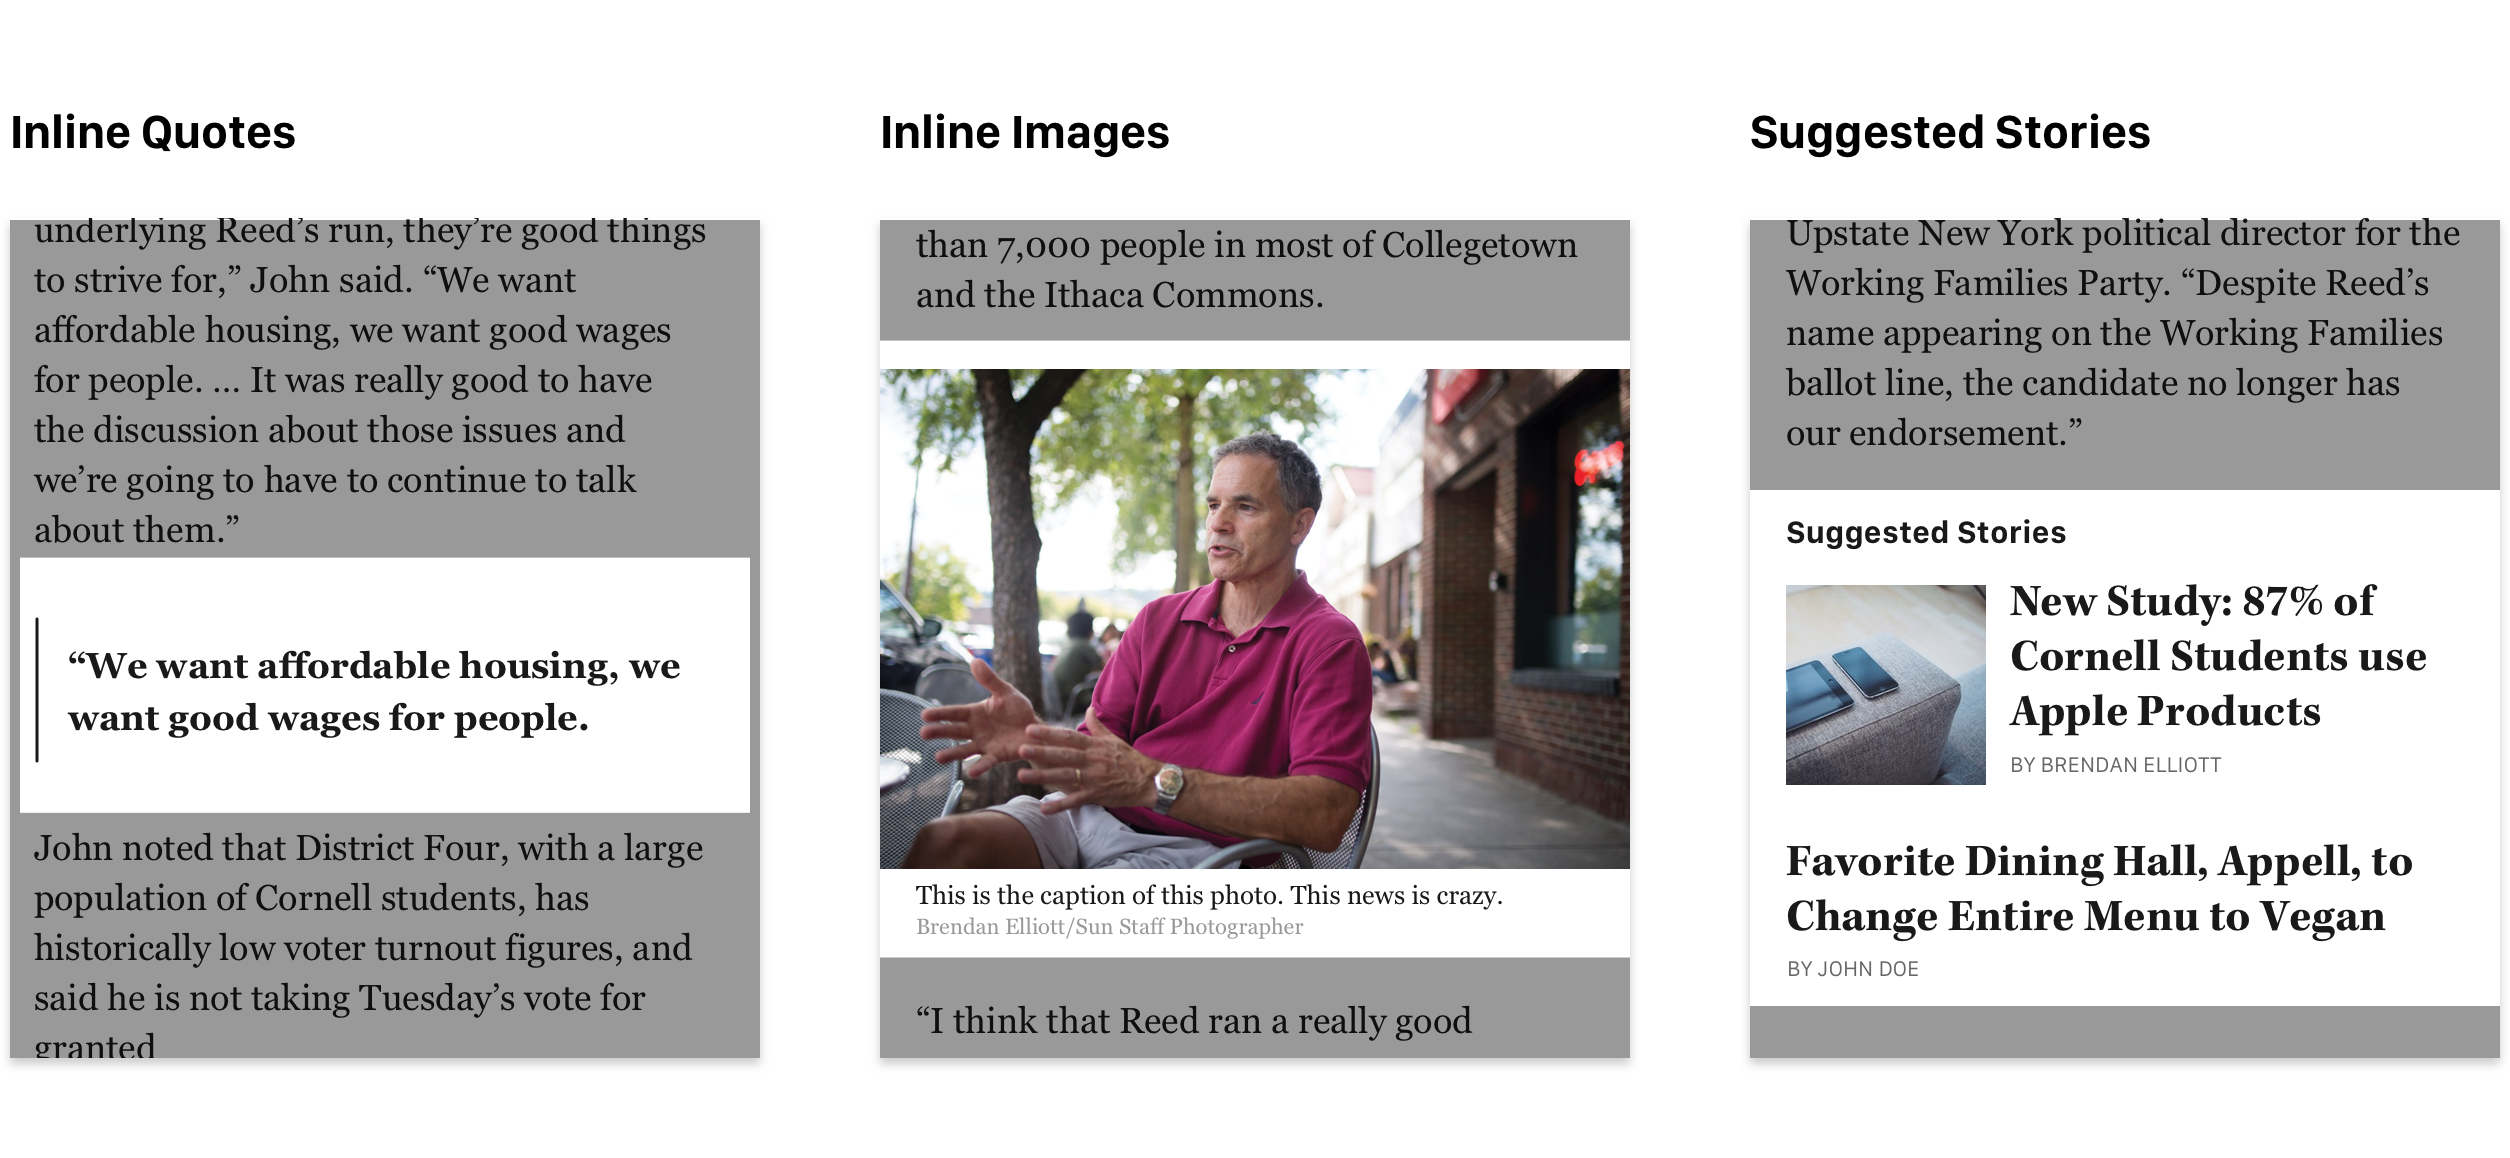 Inline Quotes
underlying Reed’s run, they’re good things
to strive for,” John said. “We want
affordable housing, we want good wages
for people. ... It was really good to have
the discussion about those issues and
we’re going to have to continue to talk
about them.”
“We want affordable housing, we
want good wages for people.
John noted that District Four, with a large
population of Cornell students, has
historically low voter turnout figures, and
said he is not taking Tuesday’s vote for
granted
Inline Images
than 7,000 people in most of Collegetown
and the Ithaca Commons.
This is the caption of this photo. This news is crazy.
Brendan Elliott/Sun Staff Photographer
“I think that Reed ran a really good
Suggested Stories
Upstate New York political director for the
Working Families Party. “Despite Reed’s
name appearing on the Working Families
ballot line, the candidate no longer has
our endorsement.”
Suggested Stories
New Study: 87% of
Cornell Students use
Apple Products
BY BRENDAN ELLIOTT
Favorite Dining Hall, Appell, to
Change Entire Menu to Vegan
BY JOHN DOE